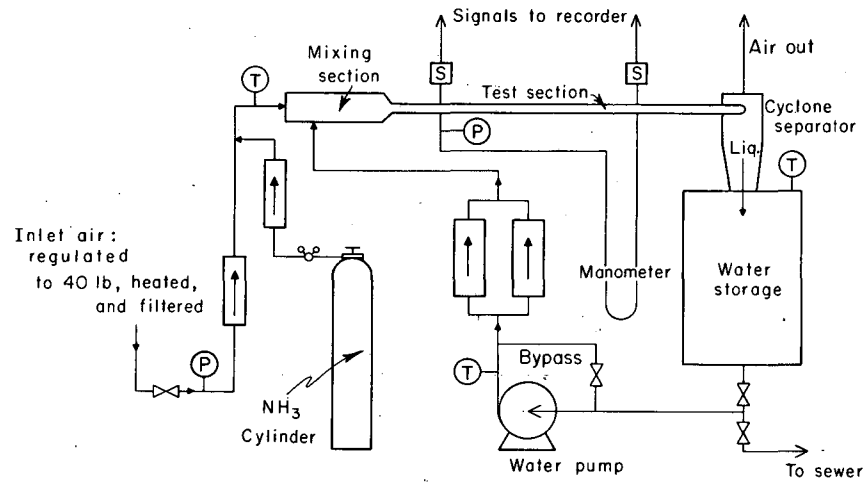 Signals to recorder
Air out
Mixing
section
S
S
T
Test section
Cyclone
separator
P
Liq.
T
Inlet air:
regulated
to 40 lb, heated,
and filtered
Manometer
Water
storage
P
T
Bypass
NH3
Cylinder
Water pump
To sewer